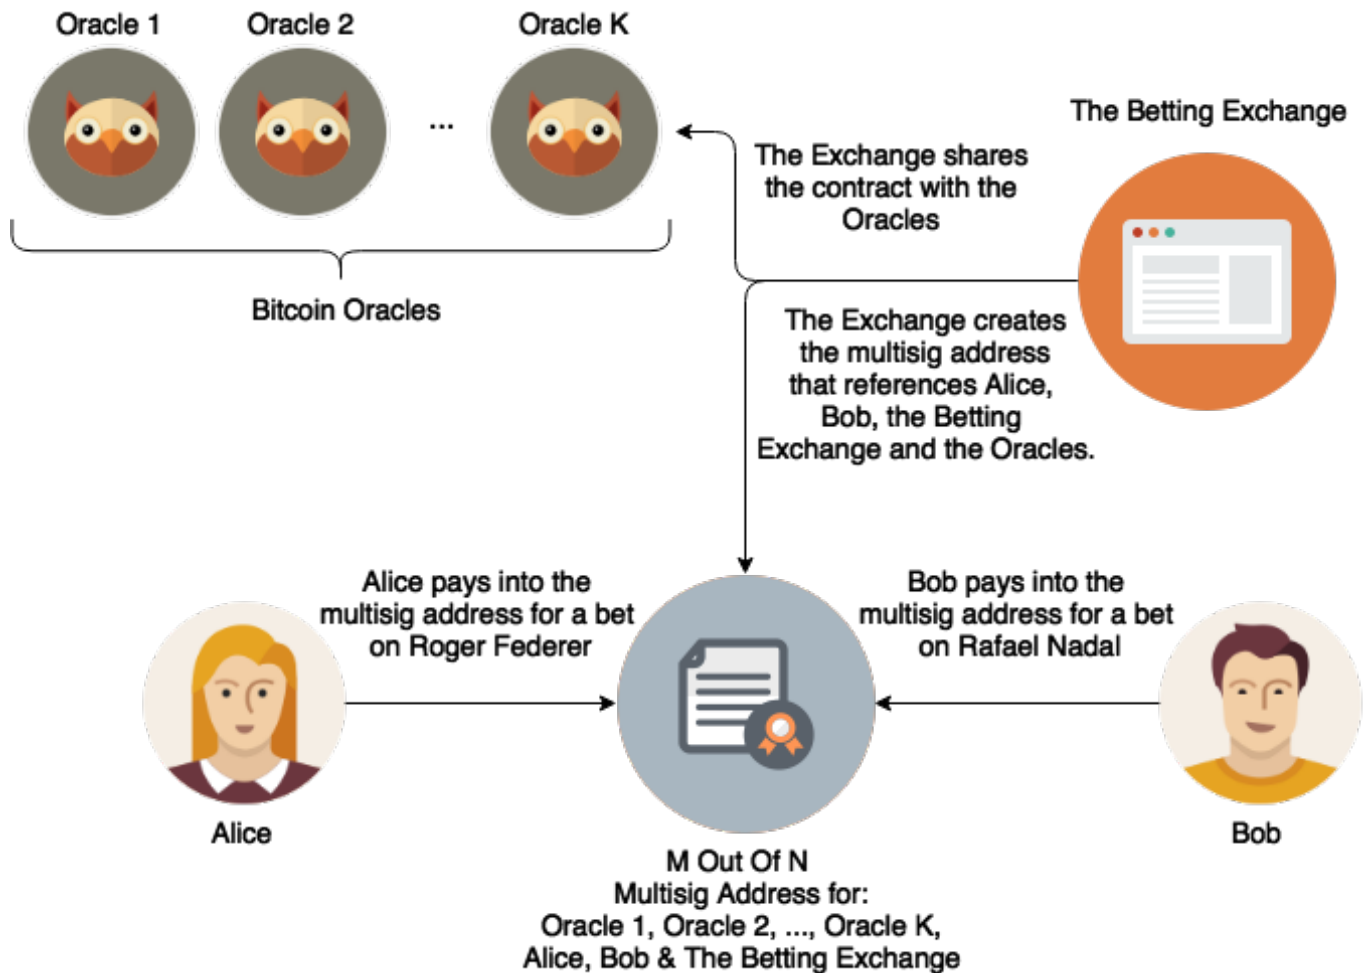 Oracle 1
Oracle 2
Oracle K
...
The Betting Exchange
The Exchange shares
the contract with the
Oracles
Bitcoin Oracles
The Exchange creates
the multisig address
that references Alice,
Bob, the Betting
Exchange and the Oracles.
Alice pays into the
multisig address for a bet
on Roger Federer
Bob pays into the
multisig address for a bet
on Rafael Nadal
Alice
Bob
M Out Of N
Multisig Address for:
Oracle 1, Oracle 2, ..., Oracle K,
Alice, Bob & The Betting Exchange